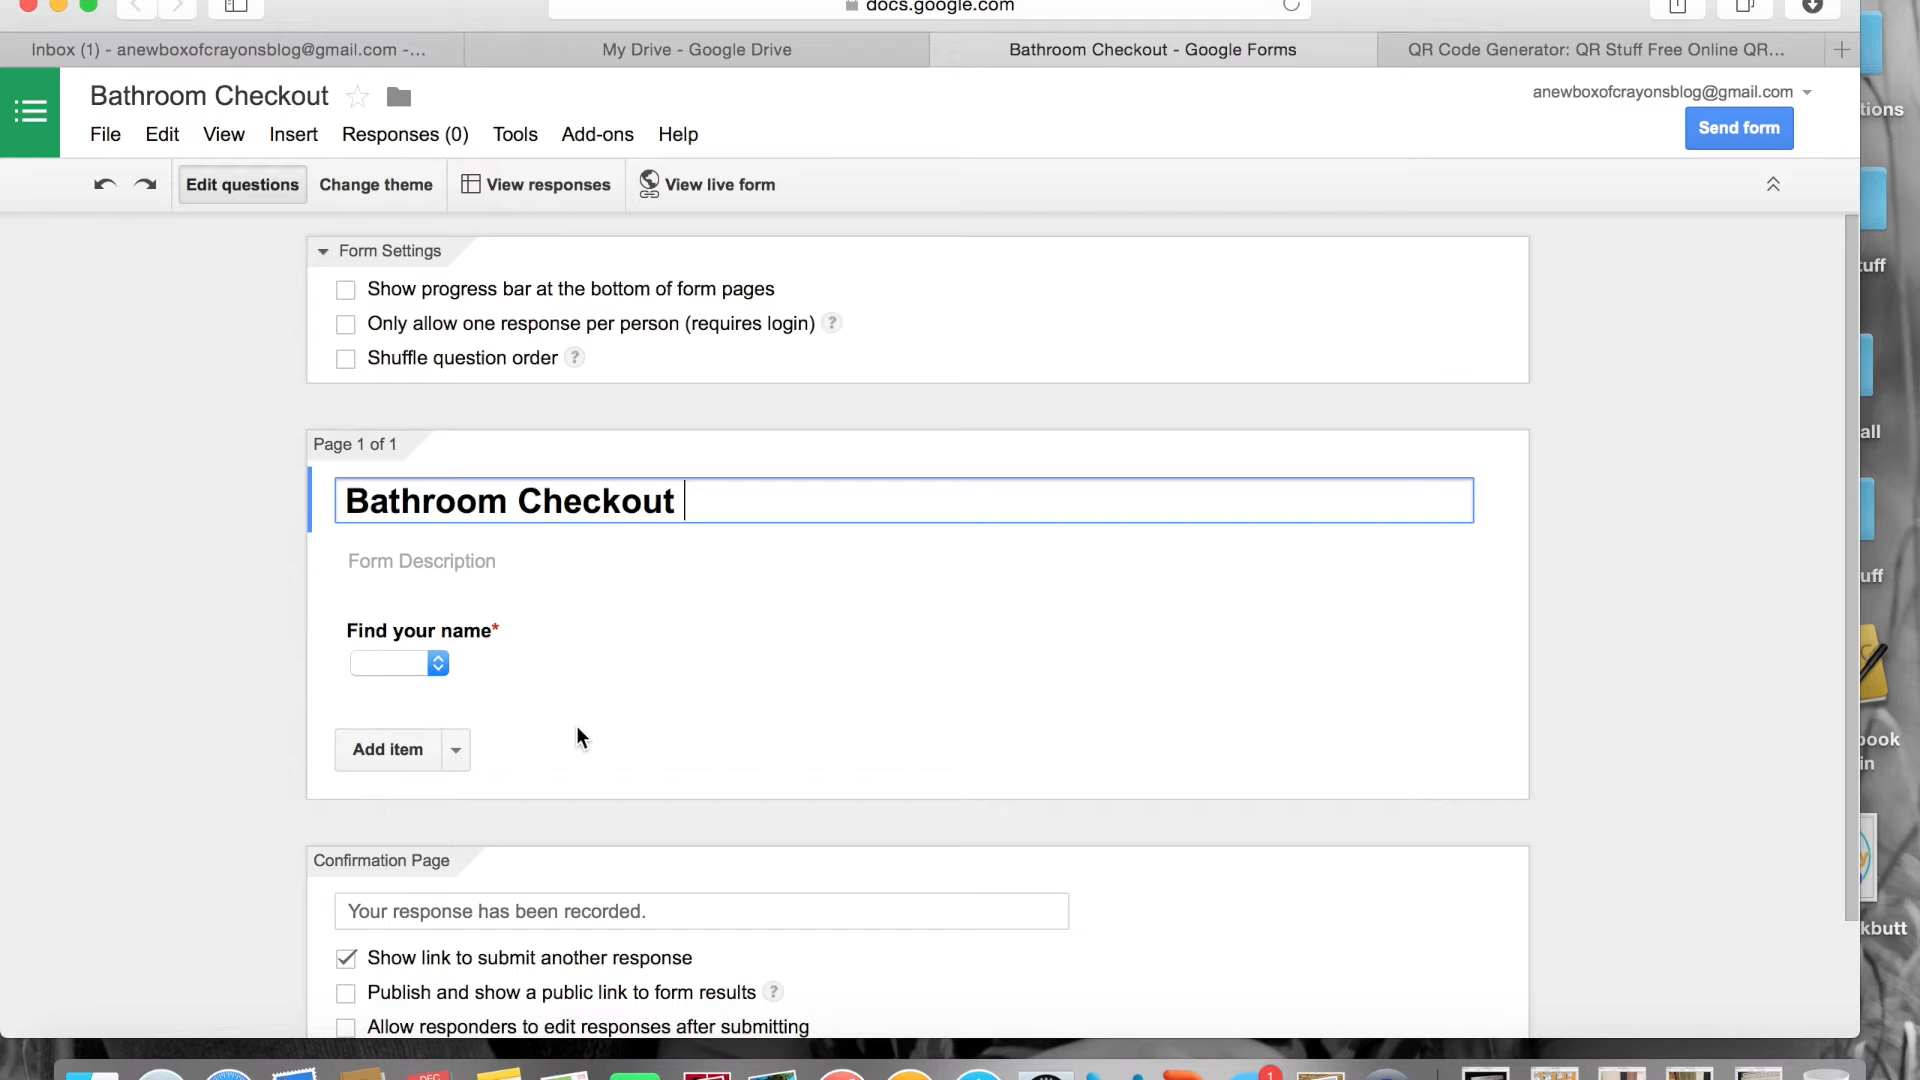 docs.google.com
Inbox (1) - anewboxofcrayonsblog@gmail.com -...
My Drive - Google Drive
Bathroom Checkout - Google Forms
QR Code Generator: QR Stuff Free Online QR...
Bathroom Checkout
anewboxofcrayonsblog@gmail.com
File Edit View Insert Responses (0) Tools Add-ons Help
Send form
Edit questions Change theme View responses View live form
Form Settings
Show progress bar at the bottom of form pages
Only allow one response per person (requires login) ?
Shuffle question order ?
Page 1 of 1
Bathroom Checkout
Form Description
Find your name*
Add item
Confirmation Page
Your response has been recorded.
Show link to submit another response
Publish and show a public link to form results ?
Allow responders to edit responses after submitting
tions
uff
all
uff
book
in
kbutt
DEC
1